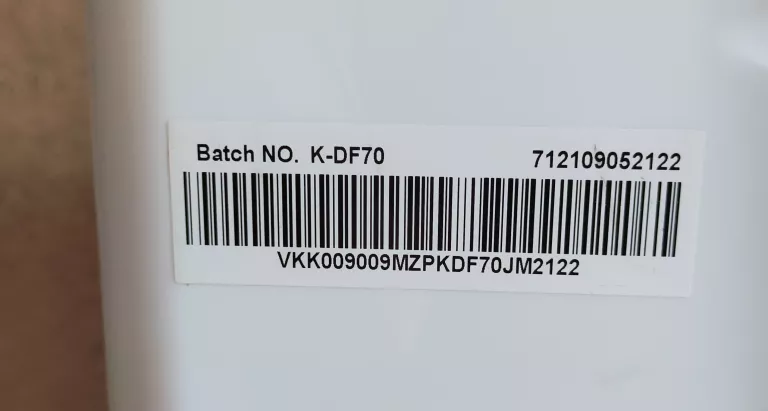 Batch NO. K-DF70 712109052122
VKK009009MZPKDF70JM2122